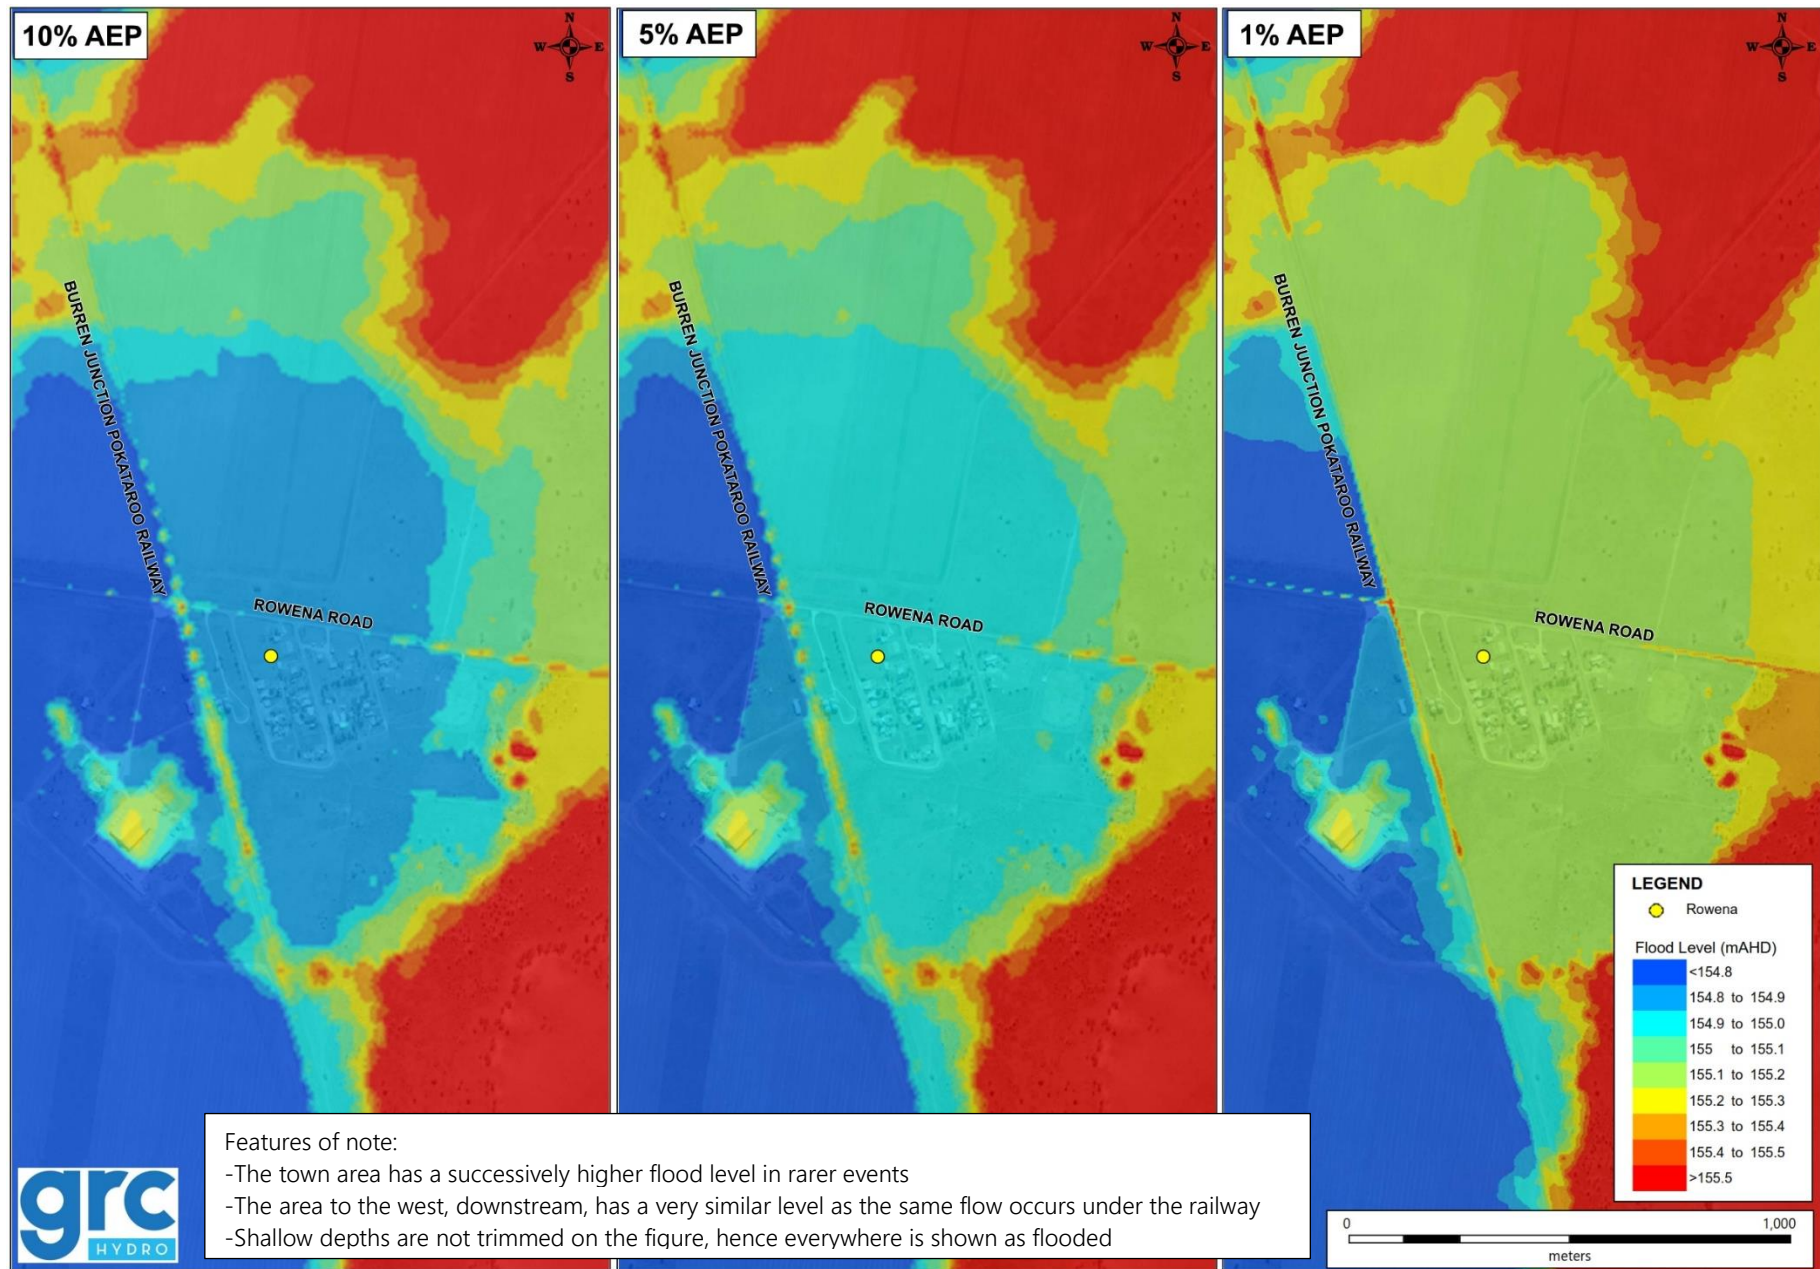 10% AEP
N
W E
S
BURREN JUNCTION POKATAROO RAILWAY
ROWENA ROAD
5% AEP
N
W E
S
BURREN JUNCTION POKATAROO RAILWAY
ROWENA ROAD
1% AEP
N
W E
S
BURREN JUNCTION POKATAROO RAILWAY
ROWENA ROAD
LEGEND
Rowena
Flood Level (mAHD)
<154.8
154.8 to 154.9
154.9 to 155.0
155 to 155.1
155.1 to 155.2
155.2 to 155.3
155.3 to 155.4
155.4 to 155.5
>155.5
0 1,000
meters
Features of note:
-The town area has a successively higher flood level in rarer events
-The area to the west, downstream, has a very similar level as the same flow occurs under the railway
-Shallow depths are not trimmed on the figure, hence everywhere is shown as flooded
grc
HYDRO